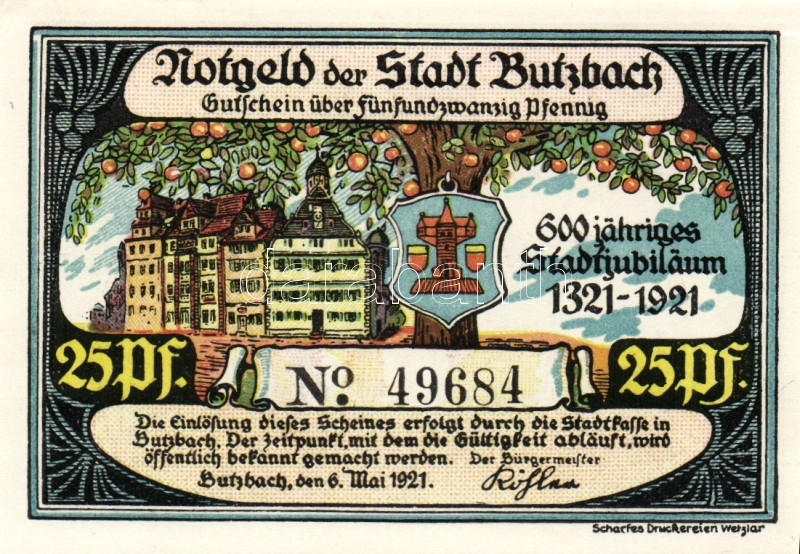 Notgeld der Stadt Butzbach
Gutschein über Fünfundzwanzig Pfennig
600 jähriges
Stadtjubiläum
1321-1921
darabanth
25 Pf.
No. 49684
25 Pf.
Die Einlösung dieses Scheines erfolgt durch die Stadtkasse in
Butzbach. Der Zeitpunkt, mit dem die Gültigkeit abläuft, wird
öffentlich bekannt gemacht werden. Der Bürgermeister
Butzbach, den 6. Mai 1921. Köhler
Scharfes Druckereien Wetzlar